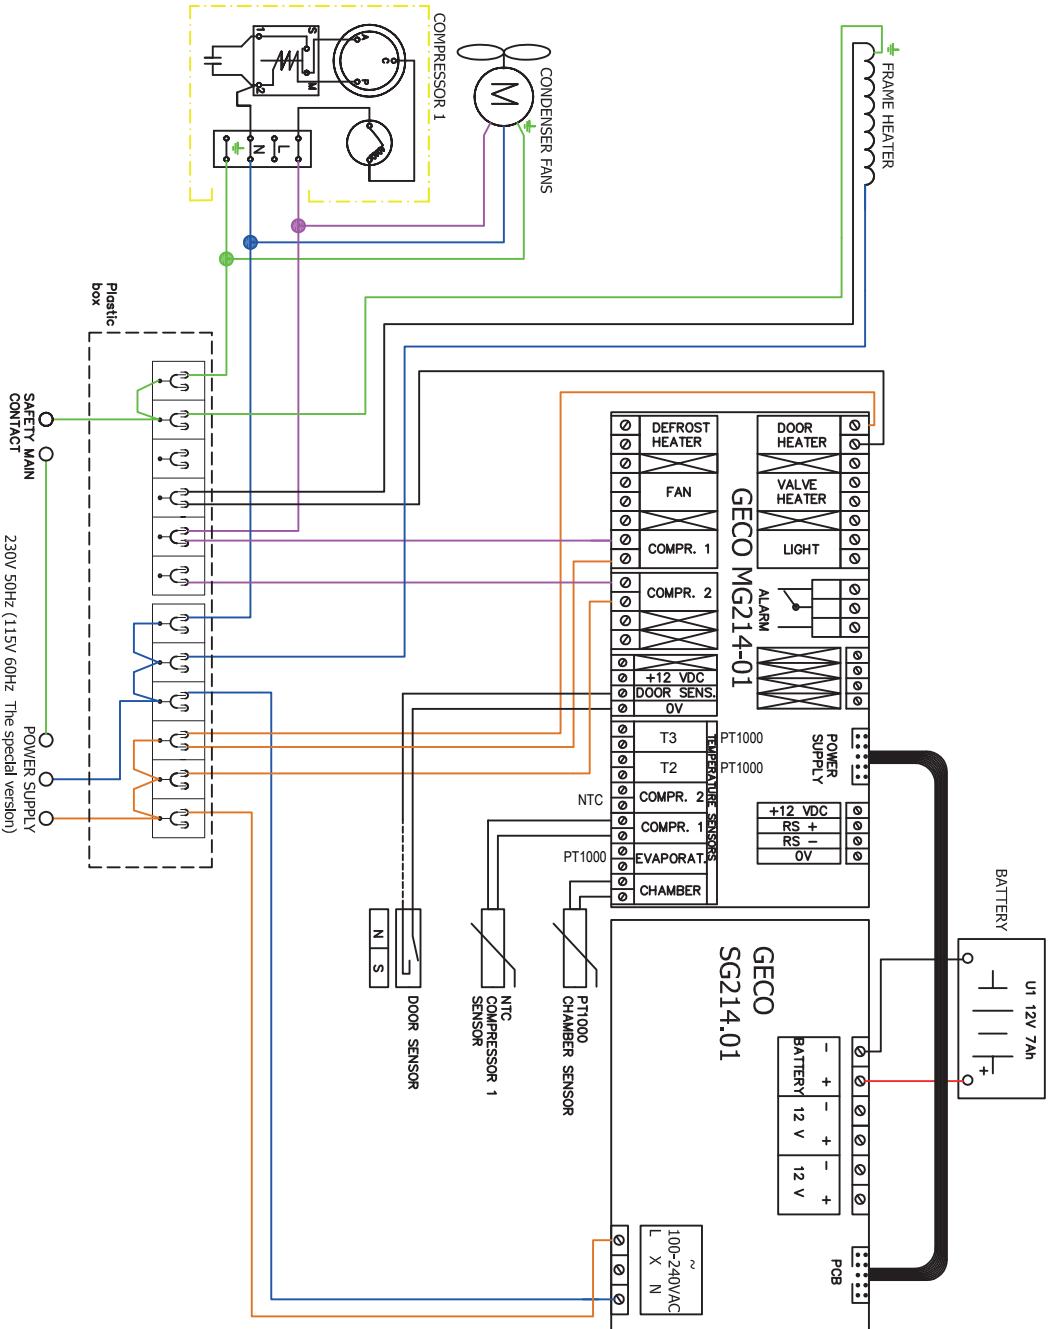 COMPRESSOR 1
1
2
S
M
A
C
P
N
L
CONDENSER FANS
M
FRAME HEATER
Plastic
box
SAFETY MAIN
CONTACT
230V 50Hz (115V 60Hz The special version)
POWER SUPPLY
DEFROST
HEATER
FAN
COMPR. 1
COMPR. 2
+12 VDC
DOOR SENS.
0V
T3
T2
COMPR. 2
COMPR. 1
EVAPORAT.
CHAMBER
TEMPERATURE SENSORS
PT1000
PT1000
NTC
PT1000
GECO MG214-01
DOOR
HEATER
VALVE
HEATER
LIGHT
ALARM
POWER
SUPPLY
+12 VDC
RS +
RS -
0V
BATTERY
U1 12V 7Ah
+
GECO
SG214.01
BATTERY
- +
12 V
- +
12 V
- +
PCB
~
100-240VAC
L X N
N
S
DOOR SENSOR
NTC
COMPRESSOR 1
SENSOR
PT1000
CHAMBER SENSOR